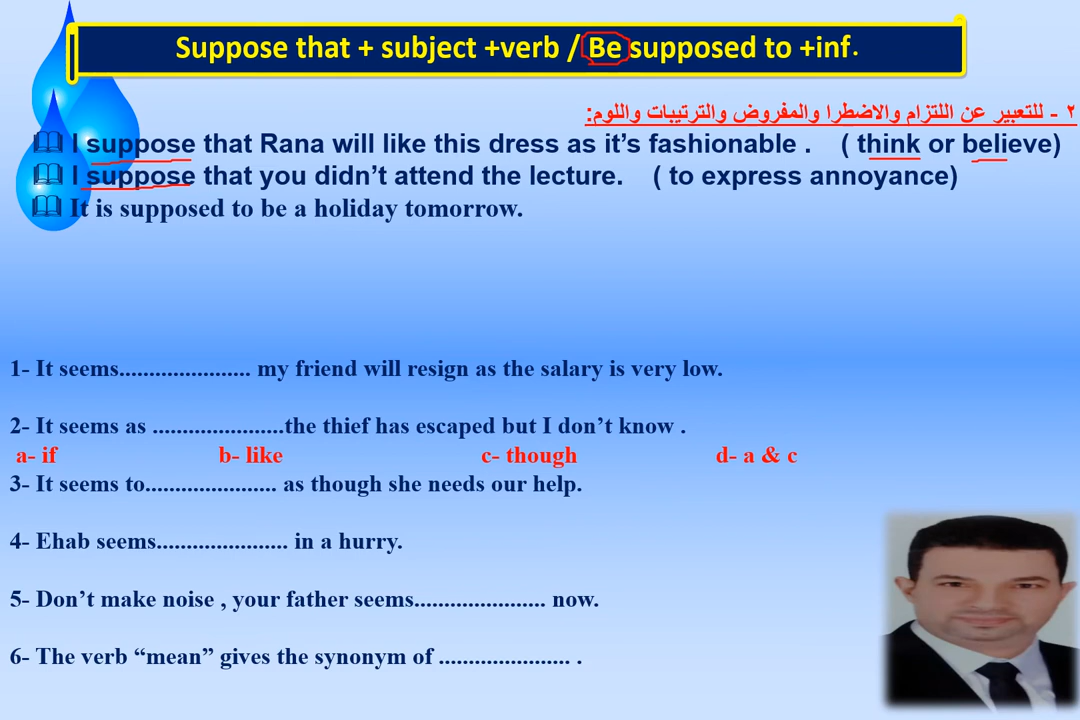 Suppose that + subject +verb / Be supposed to +inf.
٢ - للتعبير عن اللتزام والاضطرا والمفروض والترتيبات واللوم:
I suppose that Rana will like this dress as it’s fashionable . ( think or believe)
I suppose that you didn’t attend the lecture. ( to express annoyance)
It is supposed to be a holiday tomorrow.
1- It seems...................... my friend will resign as the salary is very low.
2- It seems as ......................the thief has escaped but I don’t know .
a- if b- like c- though d- a & c
3- It seems to...................... as though she needs our help.
4- Ehab seems...................... in a hurry.
5- Don’t make noise , your father seems...................... now.
6- The verb “mean” gives the synonym of ...................... .